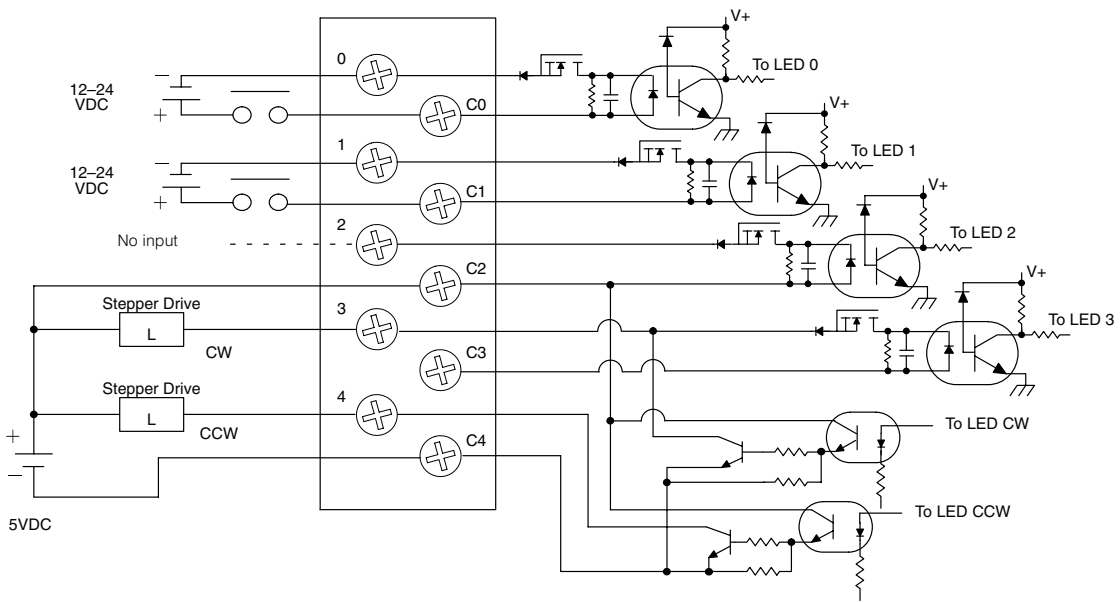 V+
0
To LED 0
12–24
VDC
C0
V+
1
To LED 1
12–24
VDC
C1
V+
2
No input
To LED 2
C2
V+
Stepper Drive
3
To LED 3
L
CW
C3
Stepper Drive
4
L
CCW
To LED CW
C4
5VDC
To LED CCW